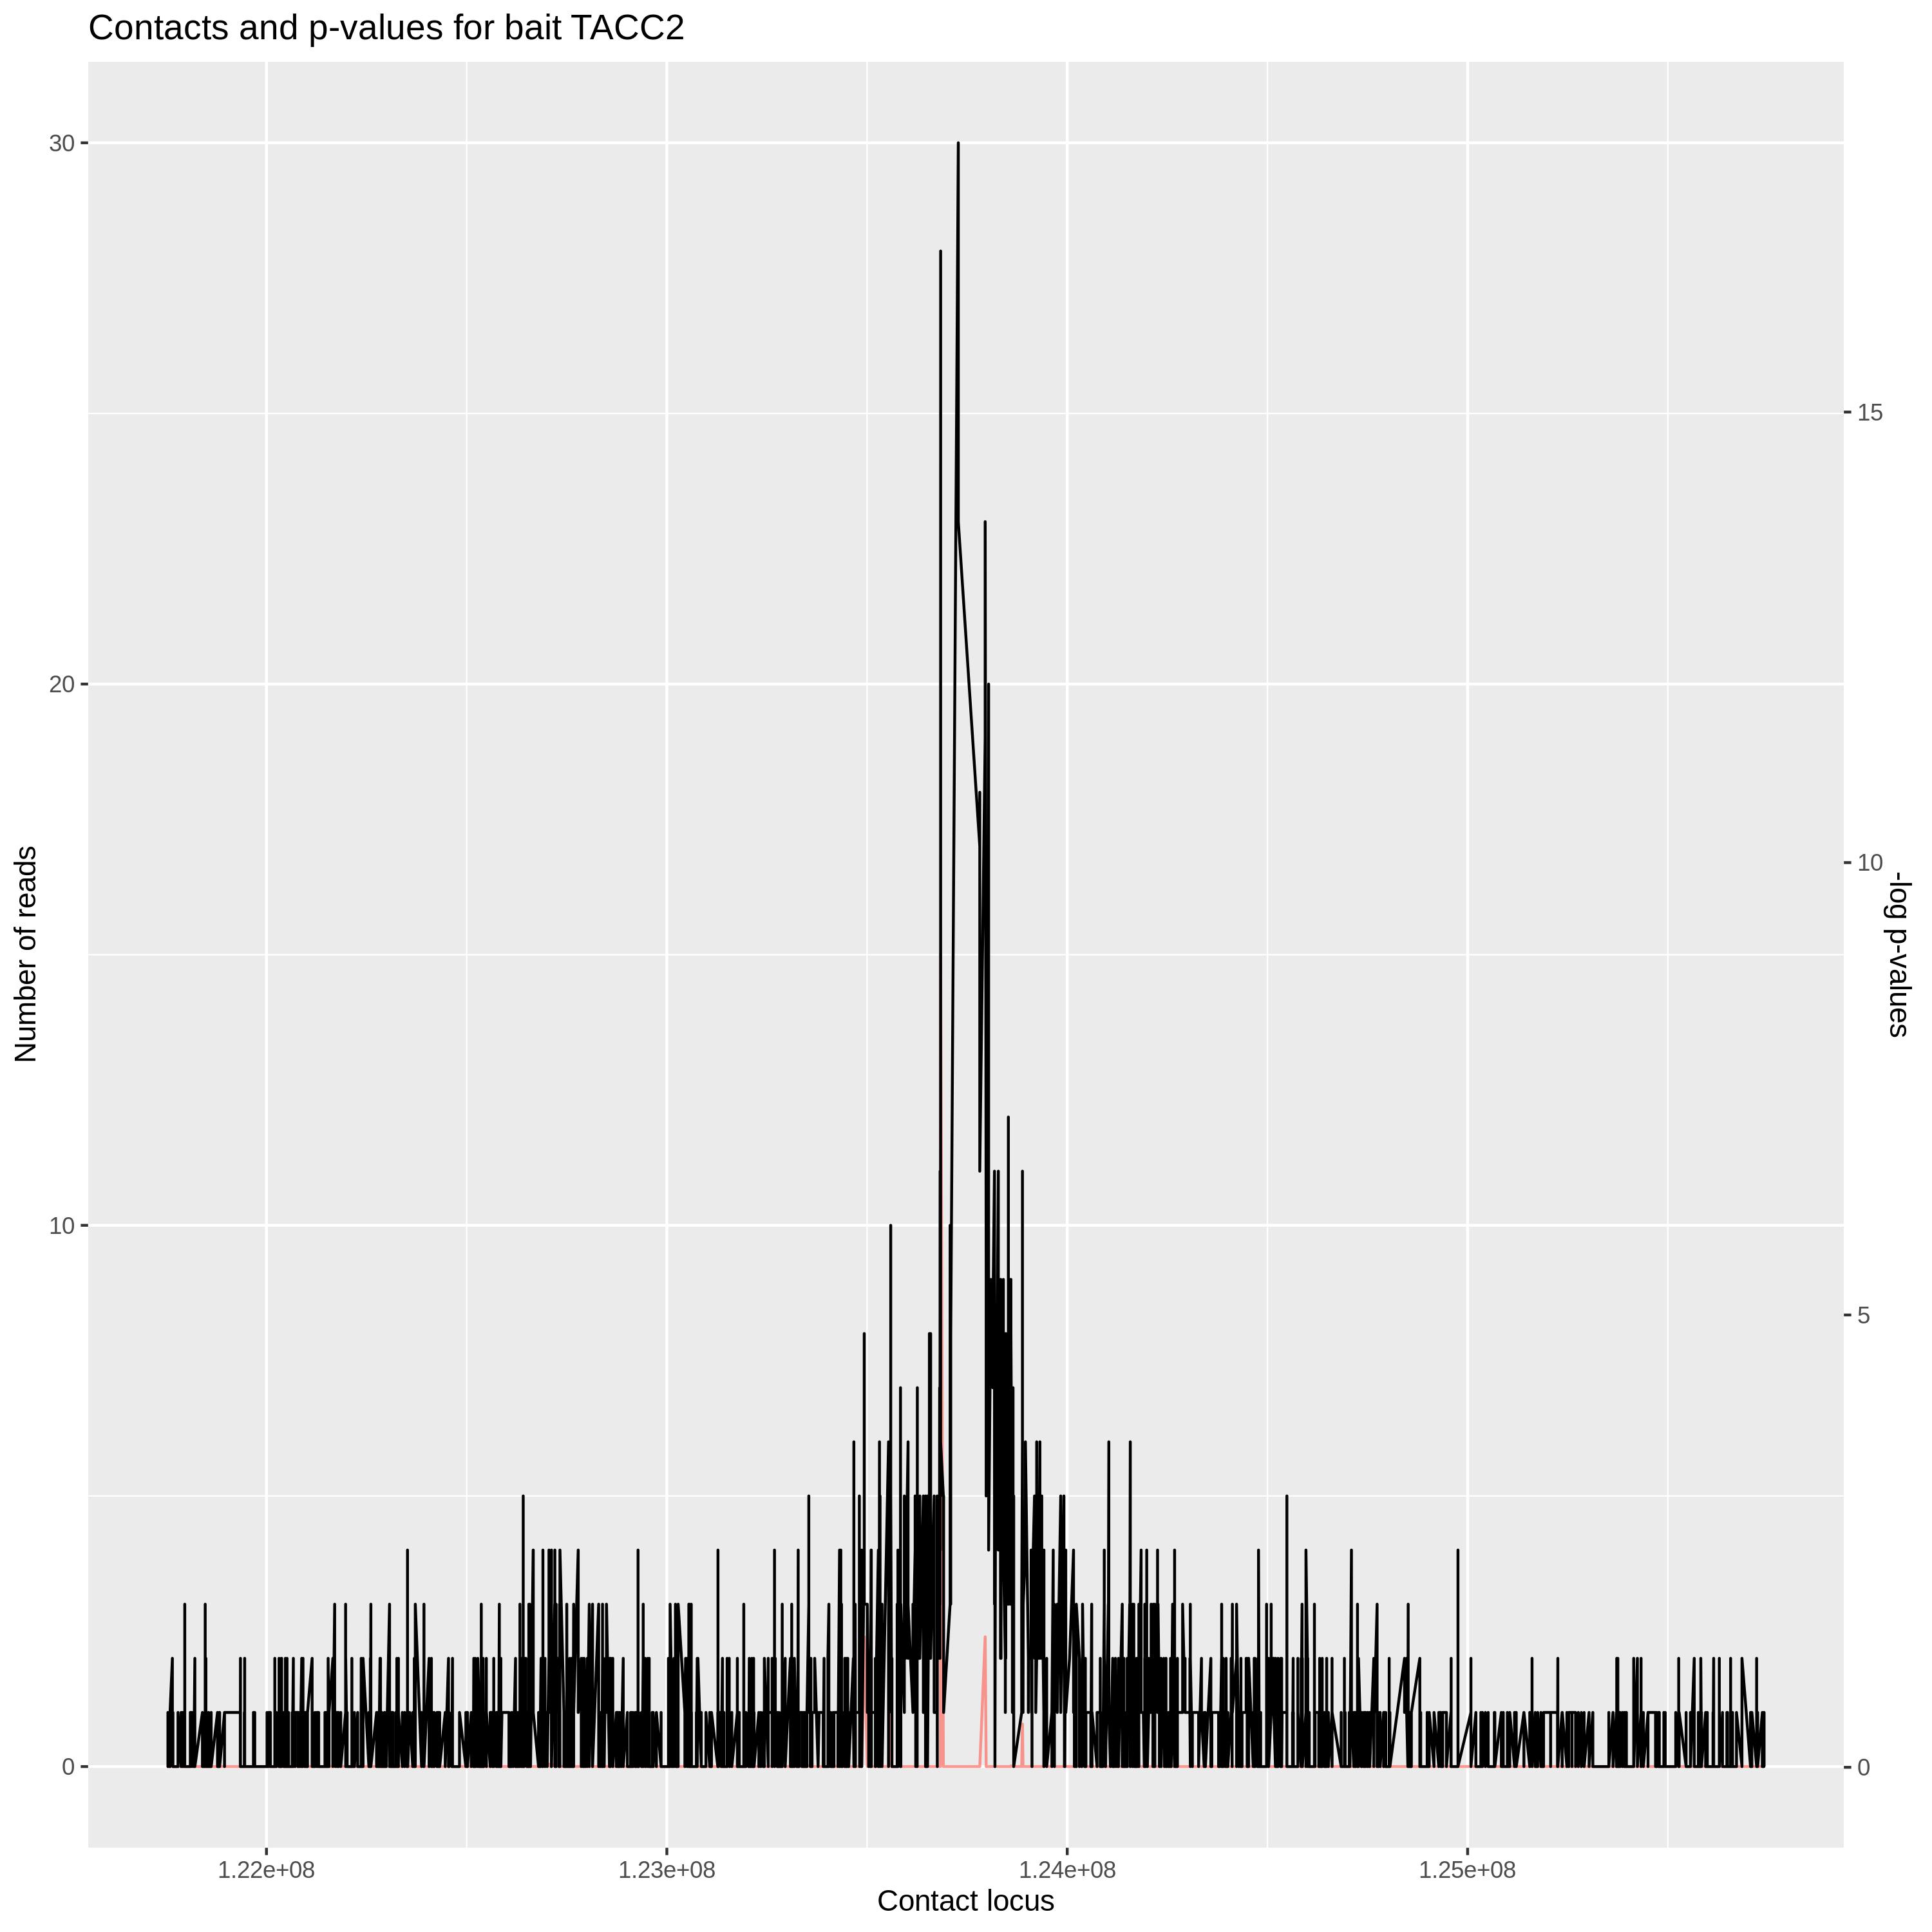 Contacts and p-values for bait TACC2
30
20
10
0
Number of reads
15
10
5
0
-log p-values
1.22e+08
1.23e+08
1.24e+08
1.25e+08
Contact locus